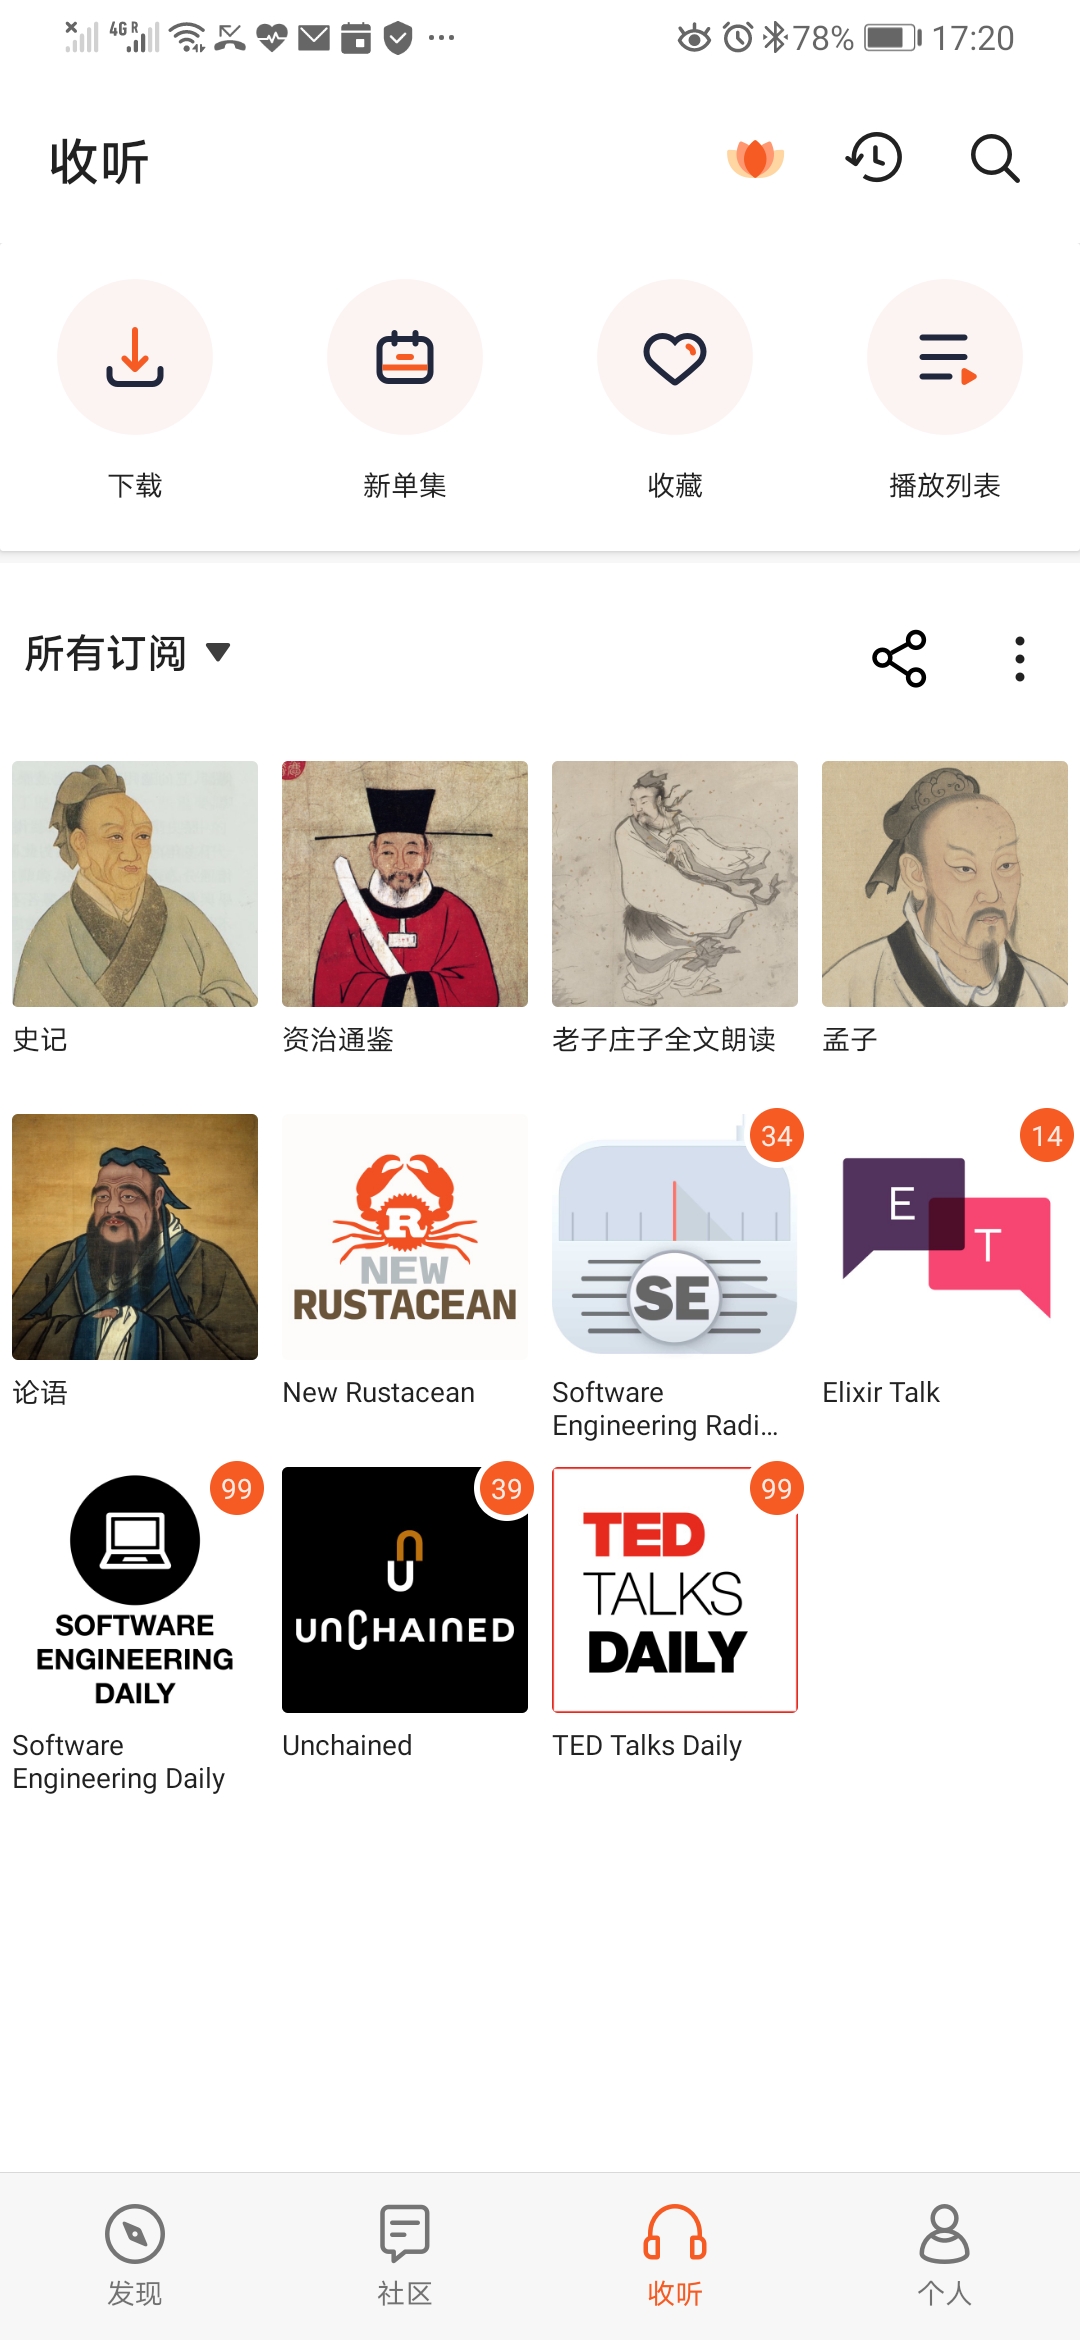 4G R
78% 17:20
收听
下载
新单集
收藏
播放列表
所有订阅
史记
资治通鉴
老子庄子全文朗读
孟子
R
NEW
RUSTACEAN
SE
34
E
T
14
论语
New Rustacean
Software
Engineering Radi...
Elixir Talk
SOFTWARE
ENGINEERING
DAILY
99
UNCHAINED
39
TED
TALKS
DAILY
99
Software
Engineering Daily
Unchained
TED Talks Daily
发现
社区
收听
个人